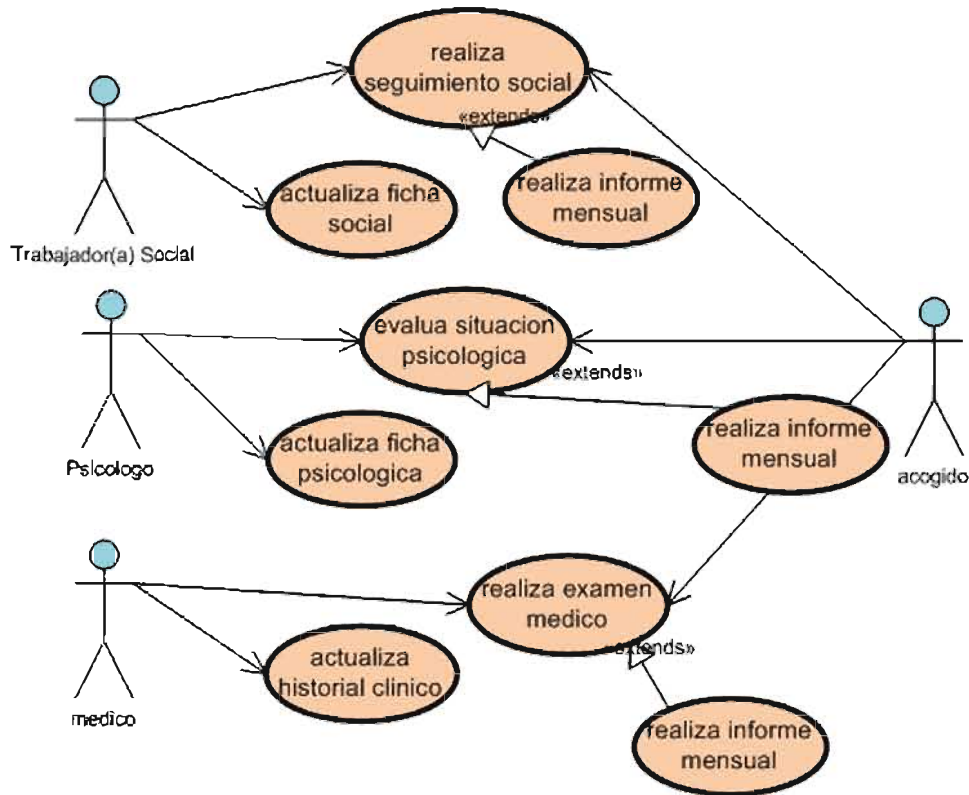 realiza
seguimiento social
«extends»
realiza informe
mensual
actualiza ficha
social
Trabajador(a) Social
evalua situacion
psicologica
«extends»
realiza informe
mensual
actualiza ficha
psicologica
Psicologo
acogido
realiza examen
medico
«extends»
actualiza
historial clinico
medico
realiza informe
mensual